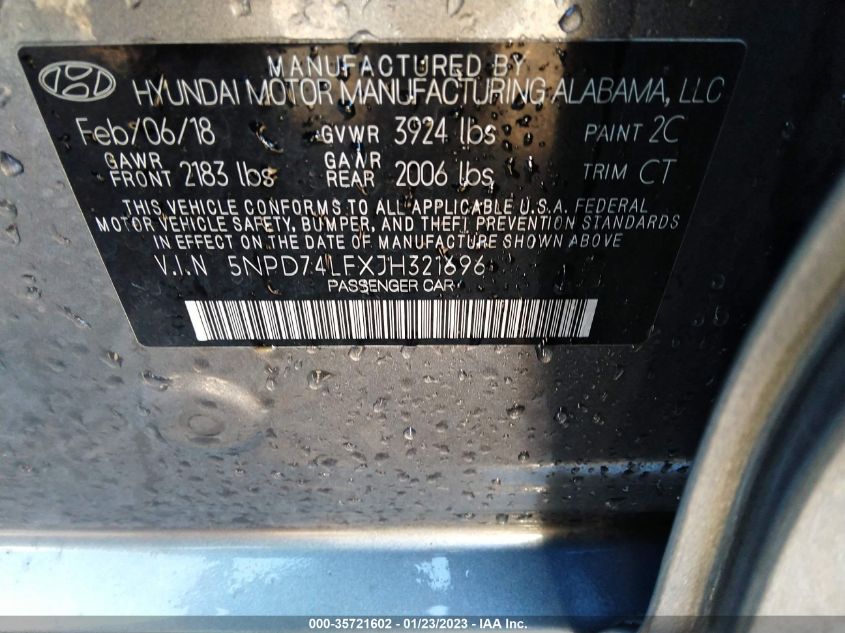 MANUFACTURED BY
HYUNDAI MOTOR MANUFACTURING ALABAMA, LLC
Feb/06/18 GVWR 3924 lbs PAINT 2C
GAWR FRONT 2183 lbs GAWR REAR 2006 lbs TRIM CT
THIS VEHICLE CONFORMS TO ALL APPLICABLE U.S.A. FEDERAL
MOTOR VEHICLE SAFETY, BUMPER, AND THEFT PREVENTION STANDARDS
IN EFFECT ON THE DATE OF MANUFACTURE SHOWN ABOVE.
V.I.N 5NPD74LFXJH321696
PASSENGER CAR
000-35721602 - 01/23/2023 - IAA Inc.